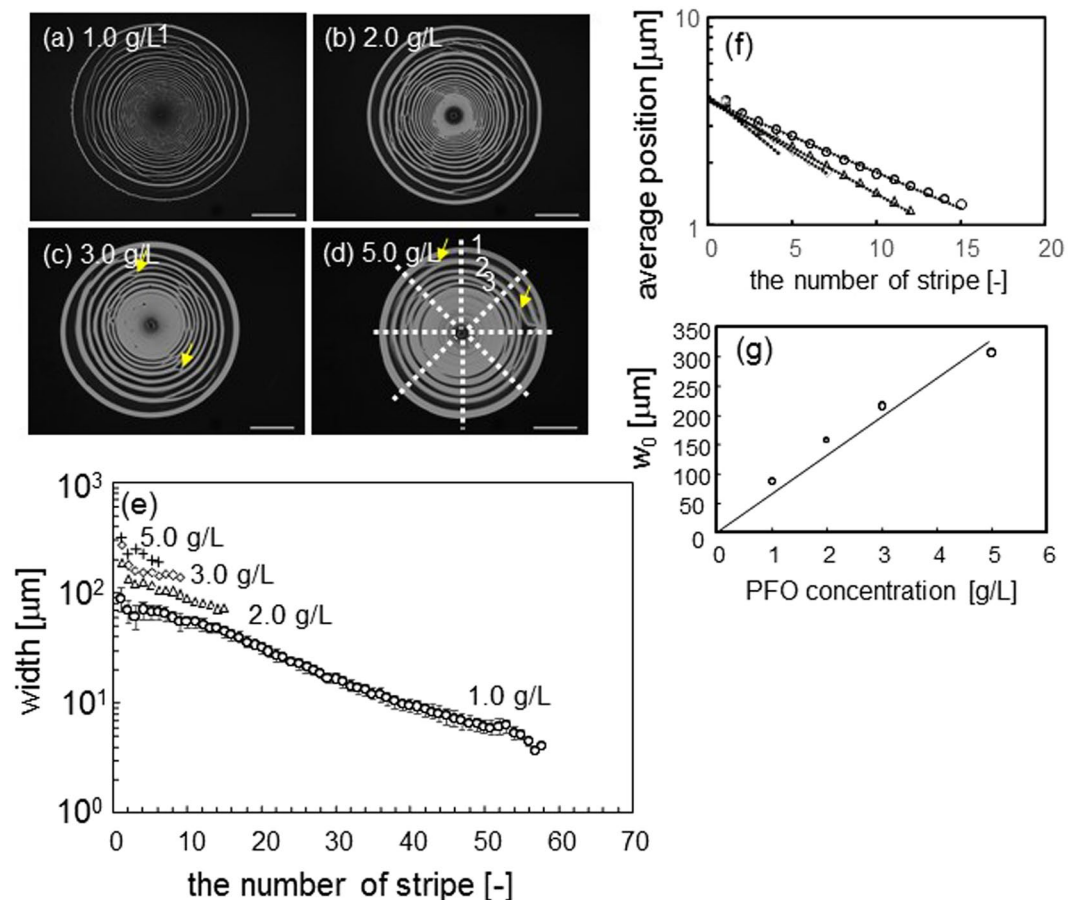 (a) 1.0 g/L
1
(b) 2.0 g/L
(c) 3.0 g/L
(d) 5.0 g/L
1
2
3
(e)
10³
10²
10¹
10⁰
5.0 g/L
3.0 g/L
2.0 g/L
1.0 g/L
0 10 20 30 40 50 60 70
width [μm]
the number of stripe [-]
(f)
10
1
0 5 10 15 20
average position [μm]
the number of stripe [-]
(g)
350
300
250
200
150
100
50
0
0 1 2 3 4 5 6
w₀ [μm]
PFO concentration [g/L]